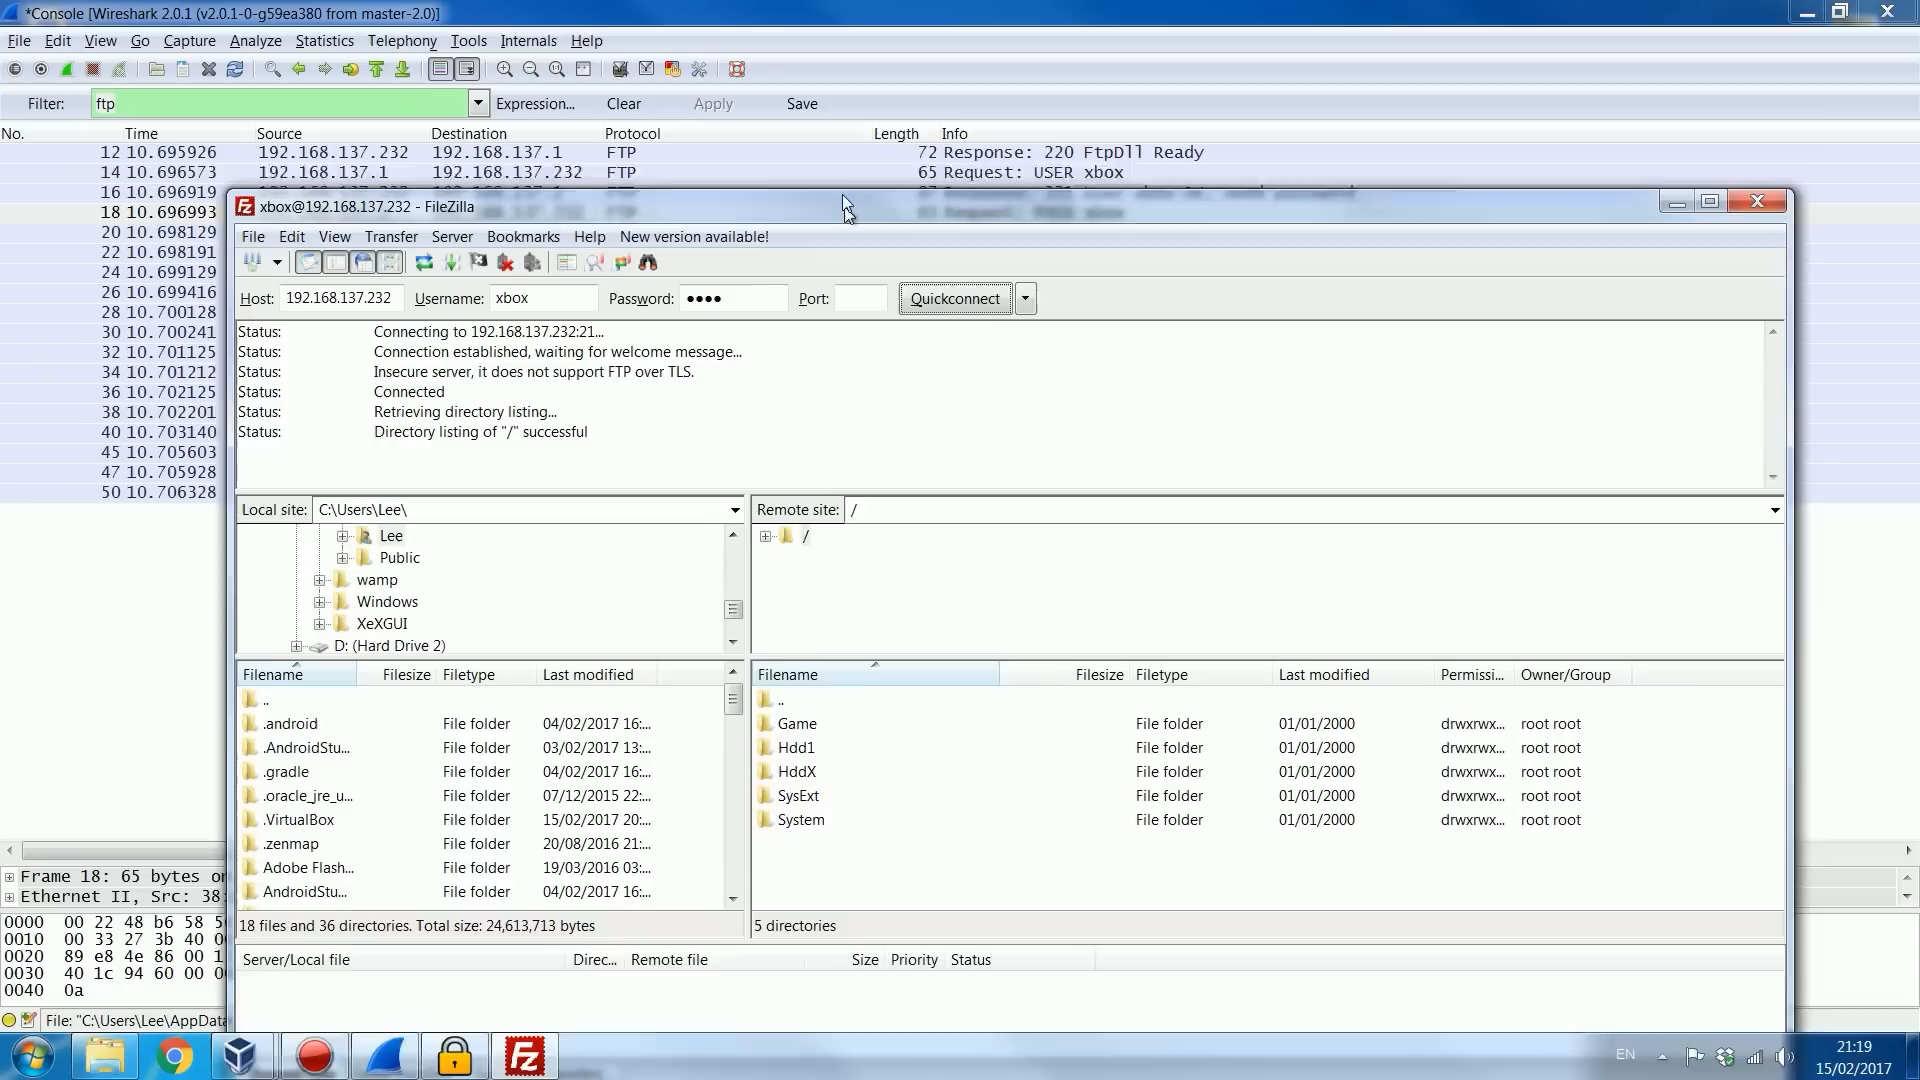 *Console [Wireshark 2.0.1 (v2.0.1-0-g59ea380 from master-2.0)]
File Edit View Go Capture Analyze Statistics Telephony Tools Internals Help
Filter: ftp Expression... Clear Apply Save
No. Time Source Destination Protocol Length Info
12 10.695926 192.168.137.232 192.168.137.1 FTP 72 Response: 220 FtpDll Ready
14 10.696573 192.168.137.1 192.168.137.232 FTP 65 Request: USER xbox
16 10.696919
18 10.696993
20 10.698129
22 10.698191
24 10.699129
26 10.699416
28 10.700128
30 10.700241
32 10.701125
34 10.701212
36 10.702125
38 10.702201
40 10.703140
45 10.705603
47 10.705928
50 10.706328
xbox@192.168.137.232 - FileZilla
File Edit View Transfer Server Bookmarks Help New version available!
Host: 192.168.137.232 Username: xbox Password: ●●●● Port: Quickconnect
Status: Connecting to 192.168.137.232:21...
Status: Connection established, waiting for welcome message...
Status: Insecure server, it does not support FTP over TLS.
Status: Connected
Status: Retrieving directory listing...
Status: Directory listing of "/" successful
Local site: C:\Users\Lee\
Lee
Public
wamp
Windows
XeXGUI
D: (Hard Drive 2)
Remote site: /
/
Filename Filesize Filetype Last modified
..
.android File folder 04/02/2017 16:...
.AndroidStu... File folder 03/02/2017 13:...
.gradle File folder 04/02/2017 16:...
.oracle_jre_u... File folder 07/12/2015 22:...
.VirtualBox File folder 15/02/2017 20:...
.zenmap File folder 20/08/2016 21:...
Adobe Flash... File folder 19/03/2016 03:...
AndroidStu... File folder 04/02/2017 16:...
18 files and 36 directories. Total size: 24,613,713 bytes
Filename Filesize Filetype Last modified Permissi... Owner/Group
..
Game File folder 01/01/2000 drwxrwx... root root
Hdd1 File folder 01/01/2000 drwxrwx... root root
HddX File folder 01/01/2000 drwxrwx... root root
SysExt File folder 01/01/2000 drwxrwx... root root
System File folder 01/01/2000 drwxrwx... root root
5 directories
Server/Local file Direc... Remote file Size Priority Status
Frame 18: 65 bytes on
Ethernet II, Src: 38:
0000 00 22 48 b6 58
0010 00 33 27 3b 40
0020 89 e8 4e 86 00
0030 40 1c 94 60 00
0040 0a
File: "C:\Users\Lee\AppData
EN
21:19
15/02/2017